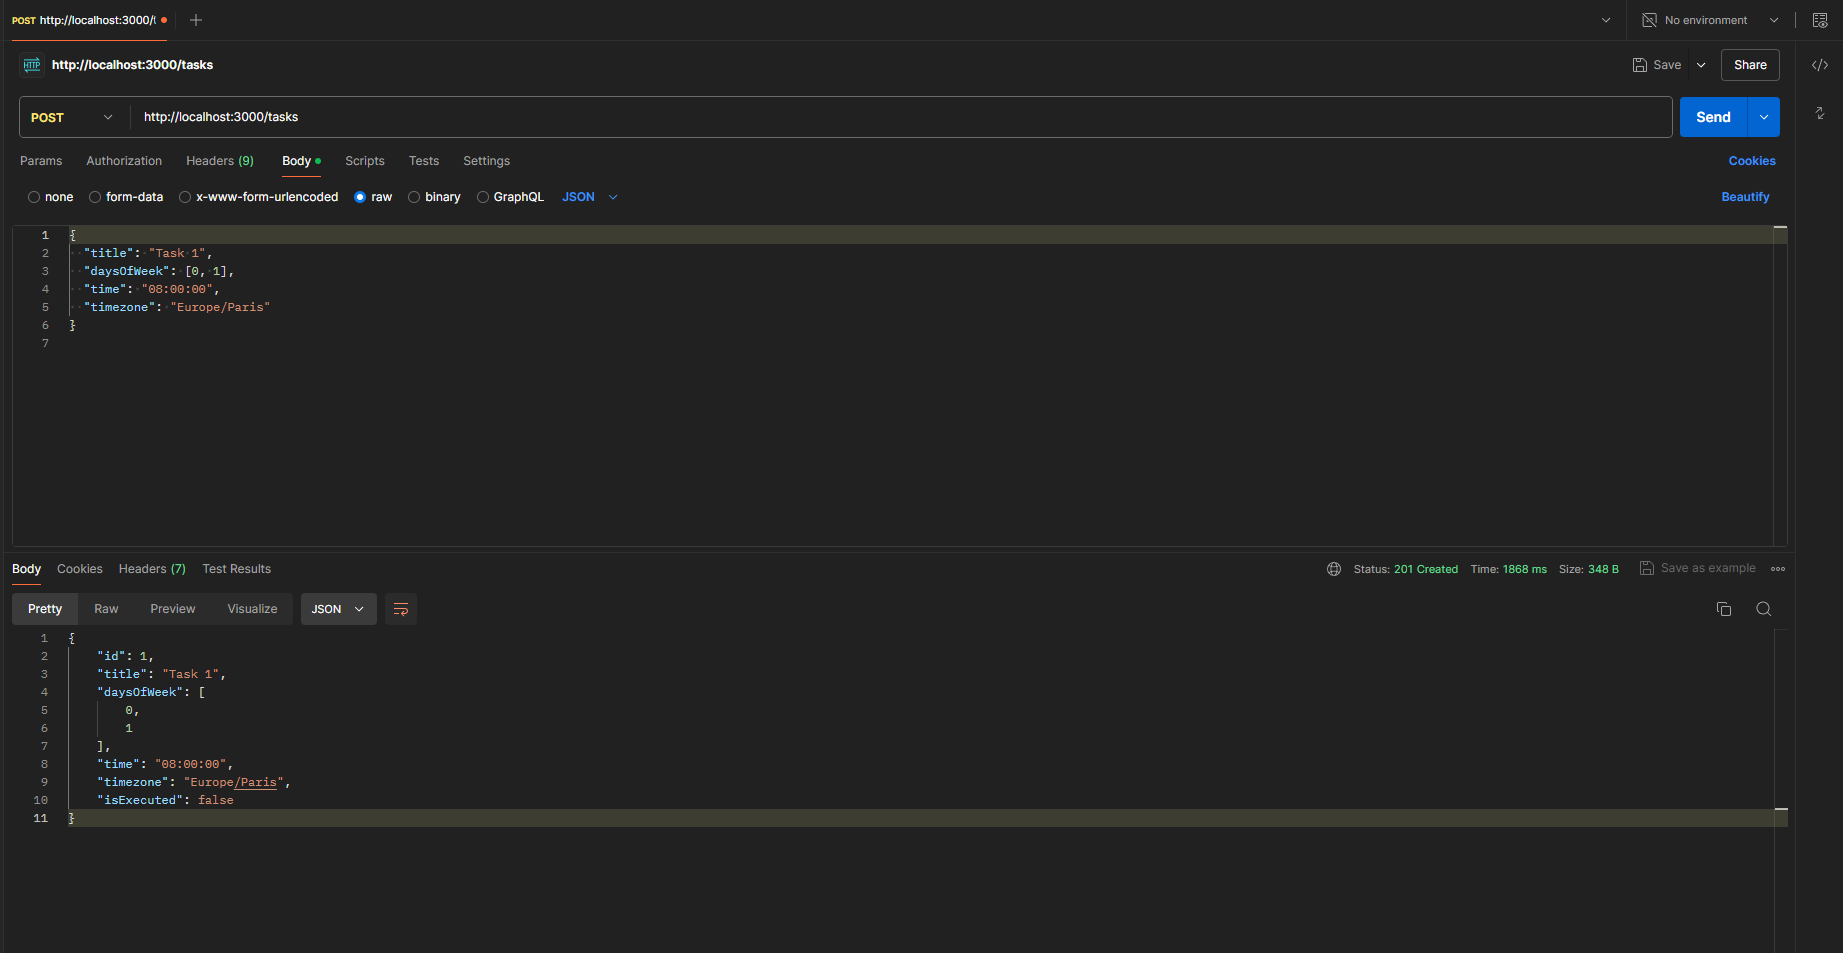 POST http://localhost:3000/t
No environment
HTTP http://localhost:3000/tasks
Save
Share
POST http://localhost:3000/tasks
Send
Params Authorization Headers (9) Body Scripts Tests Settings
Cookies
none form-data x-www-form-urlencoded raw binary GraphQL JSON
Beautify
1 {
2 "title": "Task 1",
3 "daysOfWeek": [0, 1],
4 "time": "08:00:00",
5 "timezone": "Europe/Paris"
6 }
7
Body Cookies Headers (7) Test Results
Status: 201 Created Time: 1868 ms Size: 348 B Save as example
Pretty Raw Preview Visualize JSON
1 {
2 "id": 1,
3 "title": "Task 1",
4 "daysOfWeek": [
5 0,
6 1
7 ],
8 "time": "08:00:00",
9 "timezone": "Europe/Paris",
10 "isExecuted": false
11 }